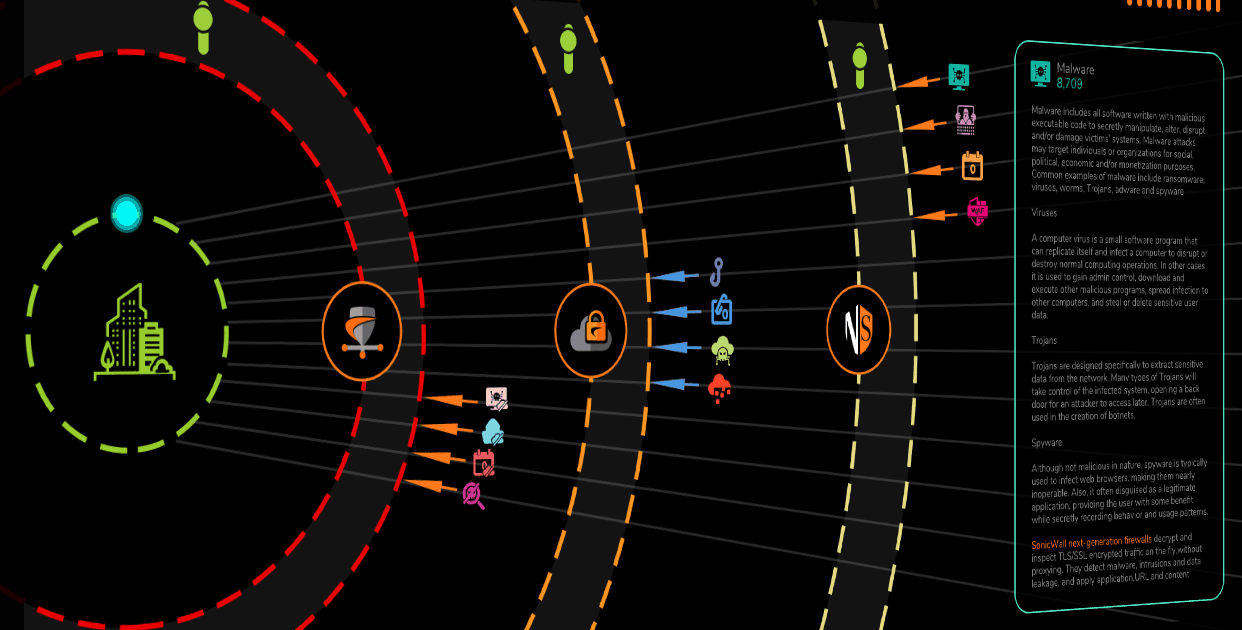 Malware
8,709
Malware includes all software written with malicious
executable code to secretly manipulate, alter, disrupt
and/or damage victims' systems. Malware attacks
may target individuals or organizations for social,
political, economic and/or monetization purposes.
Common examples of malware include ransomware,
viruses, worms, Trojans, adware and spyware
Viruses
A computer virus is a small software program that
can replicate itself and infect a computer to disrupt or
destroy normal computing operations. In other cases
it is used to gain admin control, download and
execute other malicious programs, spread infection to
other computers, and steal or delete sensitive user
data.
Trojans
Trojans are designed specifically to extract sensitive
data from the network. Many types of Trojans will
take control of the infected system, opening a back
door for an attacker to access later. Trojans are often
used in the creation of botnets.
Spyware
Although not malicious in nature, spyware is typically
used to infect web browsers, making them nearly
inoperable. Also, it often disguised as a legitimate
application, providing the user with some benefit
while secretly recording behavior and usage patterns.
SonicWall next-generation firewalls decrypt and
inspect TLS/SSL encrypted traffic on the fly,without
proxying. They detect malware, intrusions and data
leakage, and apply application,URL and content
NS